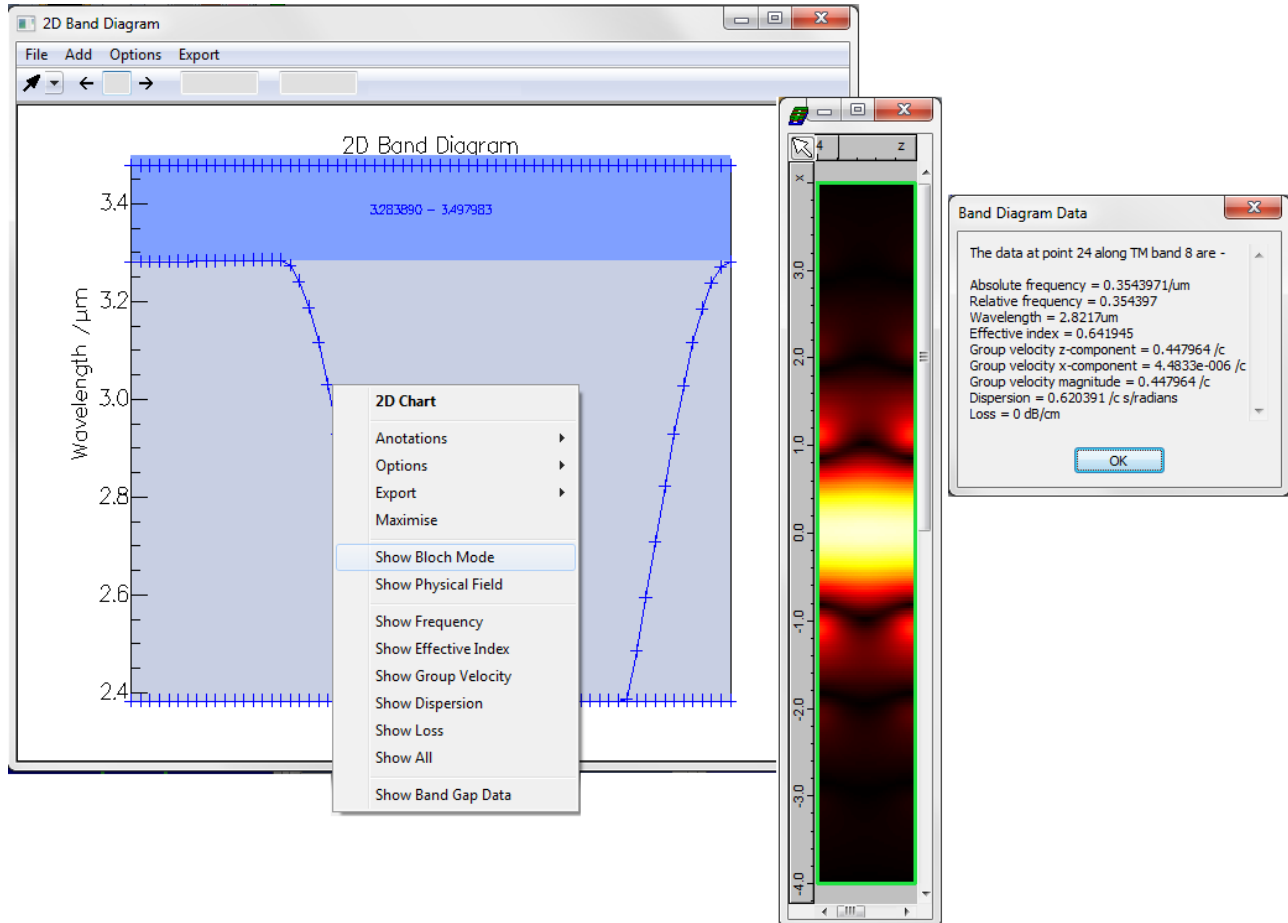 2D Band Diagram
File Add Options Export
2D Band Diagram
3.283890 - 3.497983
3.4
3.2
3.0
2.8
2.6
2.4
Wavelength /µm
2D Chart
Anotations
Options
Export
Maximise
Show Bloch Mode
Show Physical Field
Show Frequency
Show Effective Index
Show Group Velocity
Show Dispersion
Show Loss
Show All
Show Band Gap Data
4 z
x
3.0
2.0
1.0
0.0
-1.0
-2.0
-3.0
-4.0
Band Diagram Data
The data at point 24 along TM band 8 are -
Absolute frequency = 0.3543971/um
Relative frequency = 0.354397
Wavelength = 2.8217um
Effective index = 0.641945
Group velocity z-component = 0.447964 /c
Group velocity x-component = 4.4833e-006 /c
Group velocity magnitude = 0.447964 /c
Dispersion = 0.620391 /c s/radians
Loss = 0 dB/cm
OK